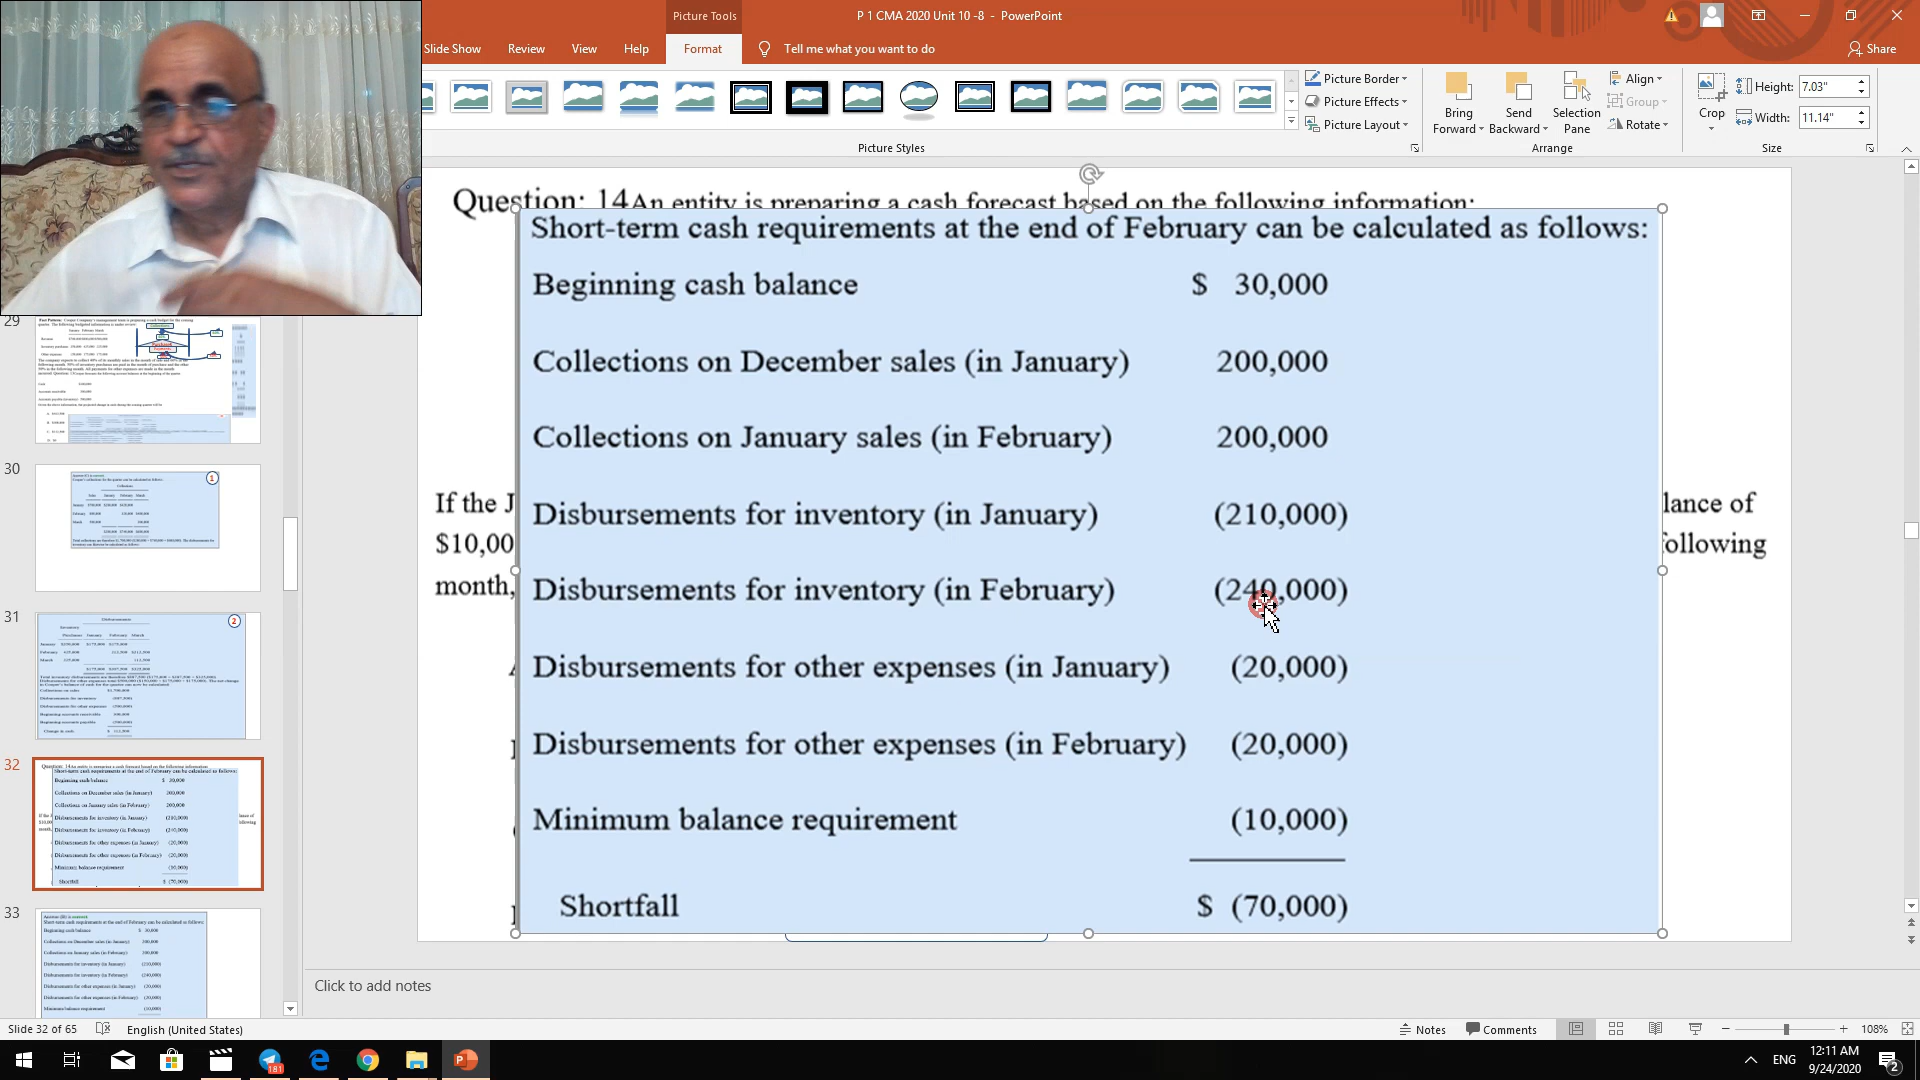 Picture Tools
P 1 CMA 2020 Unit 10 -8 - PowerPoint
Slide Show Review View Help Format Tell me what you want to do Share
Picture Border
Picture Effects
Picture Layout
Bring Forward
Send Backward
Selection Pane
Align
Group
Rotate
Crop
Height: 7.03"
Width: 11.14"
Picture Styles
Arrange
Size
Question: 14 An entity is preparing a cash forecast based on the following information:
Short-term cash requirements at the end of February can be calculated as follows:
Beginning cash balance $ 30,000
Collections on December sales (in January) 200,000
Collections on January sales (in February) 200,000
If the J
lance of
Disbursements for inventory (in January) (210,000)
$10,00
following
Disbursements for inventory (in February) (240,000)
month,
Disbursements for other expenses (in January) (20,000)
Disbursements for other expenses (in February) (20,000)
Minimum balance requirement (10,000)
Shortfall $ (70,000)
29
30
31
32
33
1
2
Click to add notes
Slide 32 of 65 English (United States) Notes Comments 108%
181
ENG
12:11 AM
9/24/2020
2